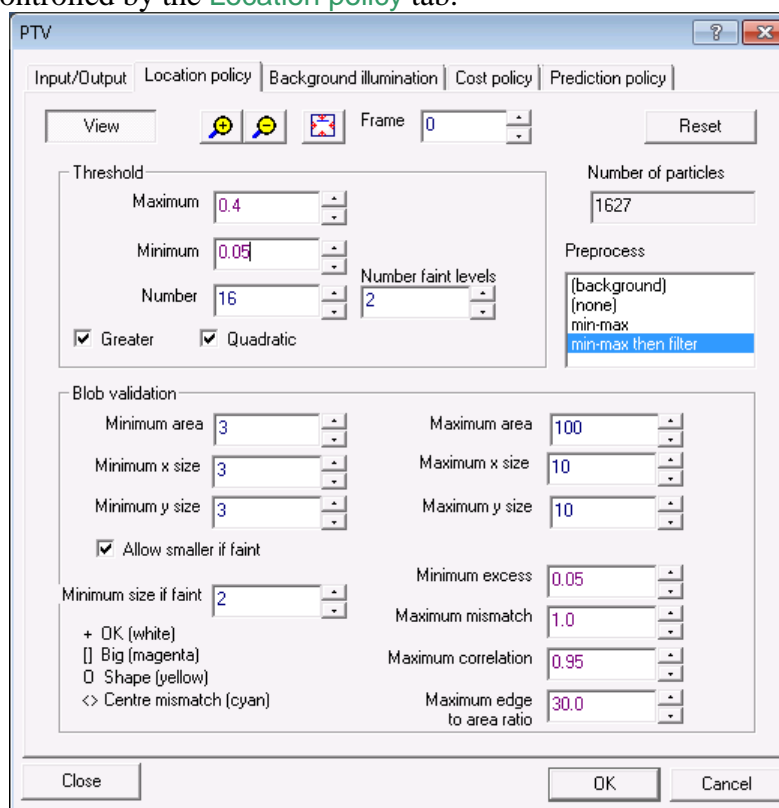 ontrolled by the Location policy tab.
PTV
Input/Output Location policy Background illumination Cost policy Prediction policy
View Frame 0 Reset
Threshold Number of particles
Maximum 0.4 1627
Minimum 0.05 Preprocess
Number 16 Number faint levels 2
(background)
(none)
min-max
min-max then filter
Greater Quadratic
Blob validation
Minimum area 3 Maximum area 100
Minimum x size 3 Maximum x size 10
Minimum y size 3 Maximum y size 10
Allow smaller if faint
Minimum excess 0.05
Minimum size if faint 2
Maximum mismatch 1.0
+ OK (white)
[] Big (magenta)
O Shape (yellow)
<> Centre mismatch (cyan)
Maximum correlation 0.95
Maximum edge
to area ratio 30.0
Close OK Cancel